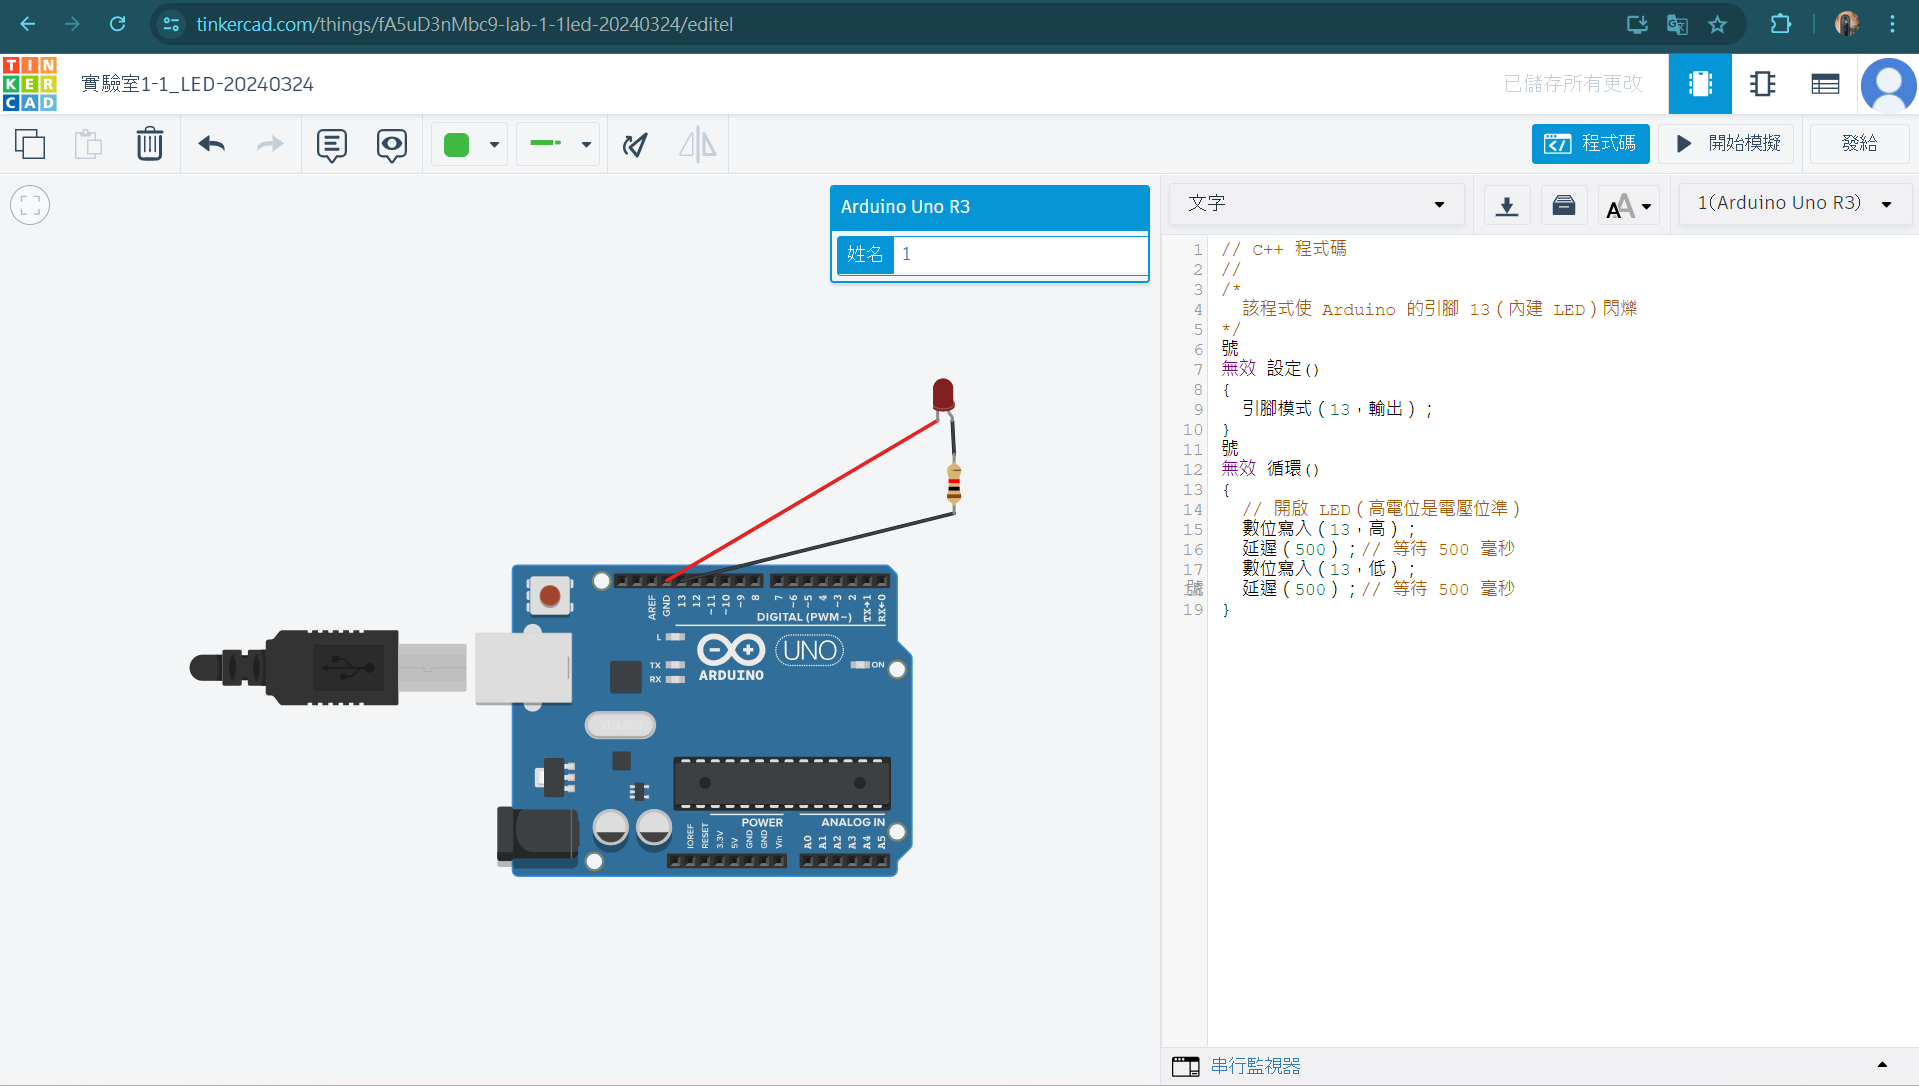 tinkercad.com/things/fA5uD3nMbc9-lab-1-1led-20240324/editel
TIN
KER
CAD
實驗室1-1_LED-20240324
已儲存所有更改
程式碼
開始模擬
發給
Arduino Uno R3
姓名 1
文字
AA
1(Arduino Uno R3)
1 // C++ 程式碼
2 //
3 /*
4 該程式使 Arduino 的引腳 13(內建 LED)閃爍
5 */
6 號
7 無效 設定()
8 {
9 引腳模式(13,輸出);
10 }
11 號
12 無效 循環()
13 {
14 // 開啟 LED(高電位是電壓位準)
15 數位寫入(13,高);
16 延遲(500);// 等待 500 毫秒
17 數位寫入(13,低);
號 延遲(500);// 等待 500 毫秒
19 }
AREF GND 13 12 ~11 ~10 ~9 8 7 ~6 ~5 4 ~3 2 TX→1 RX←0
DIGITAL (PWM~)
L
TX
RX
ARDUINO
UNO
ON
POWER
ANALOG IN
IOREF RESET 3.3V 5V GND GND Vin A0 A1 A2 A3 A4 A5
串行監視器